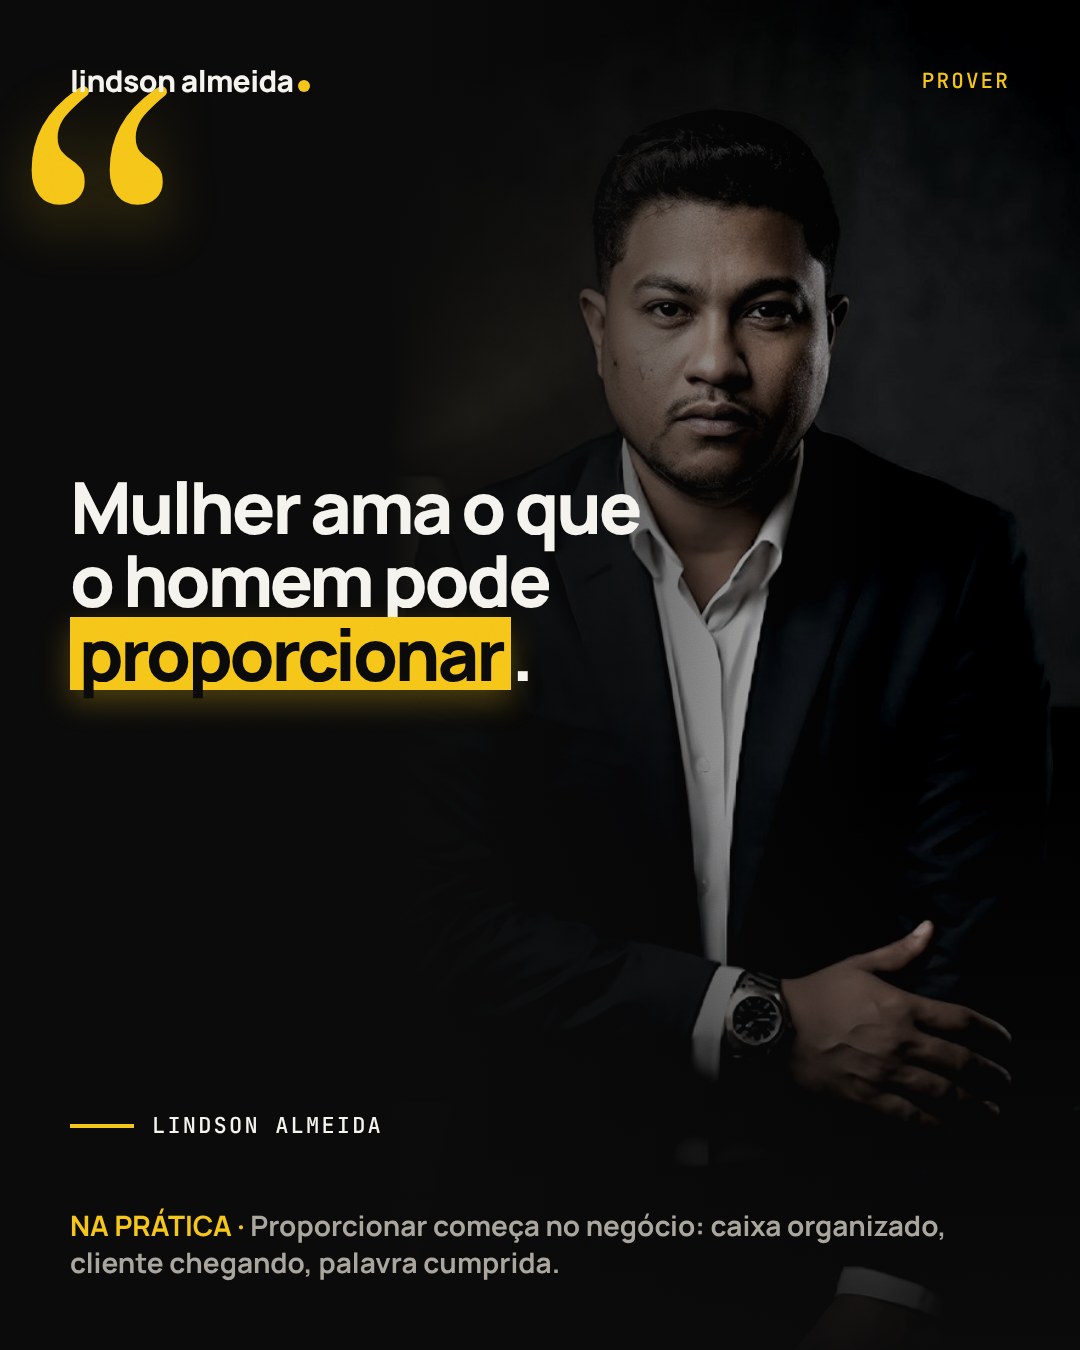 lindson almeida.
PROVER
“
Mulher ama o que
o homem pode
proporcionar.
LINDSON ALMEIDA
NA PRÁTICA · Proporcionar começa no negócio: caixa organizado,
cliente chegando, palavra cumprida.